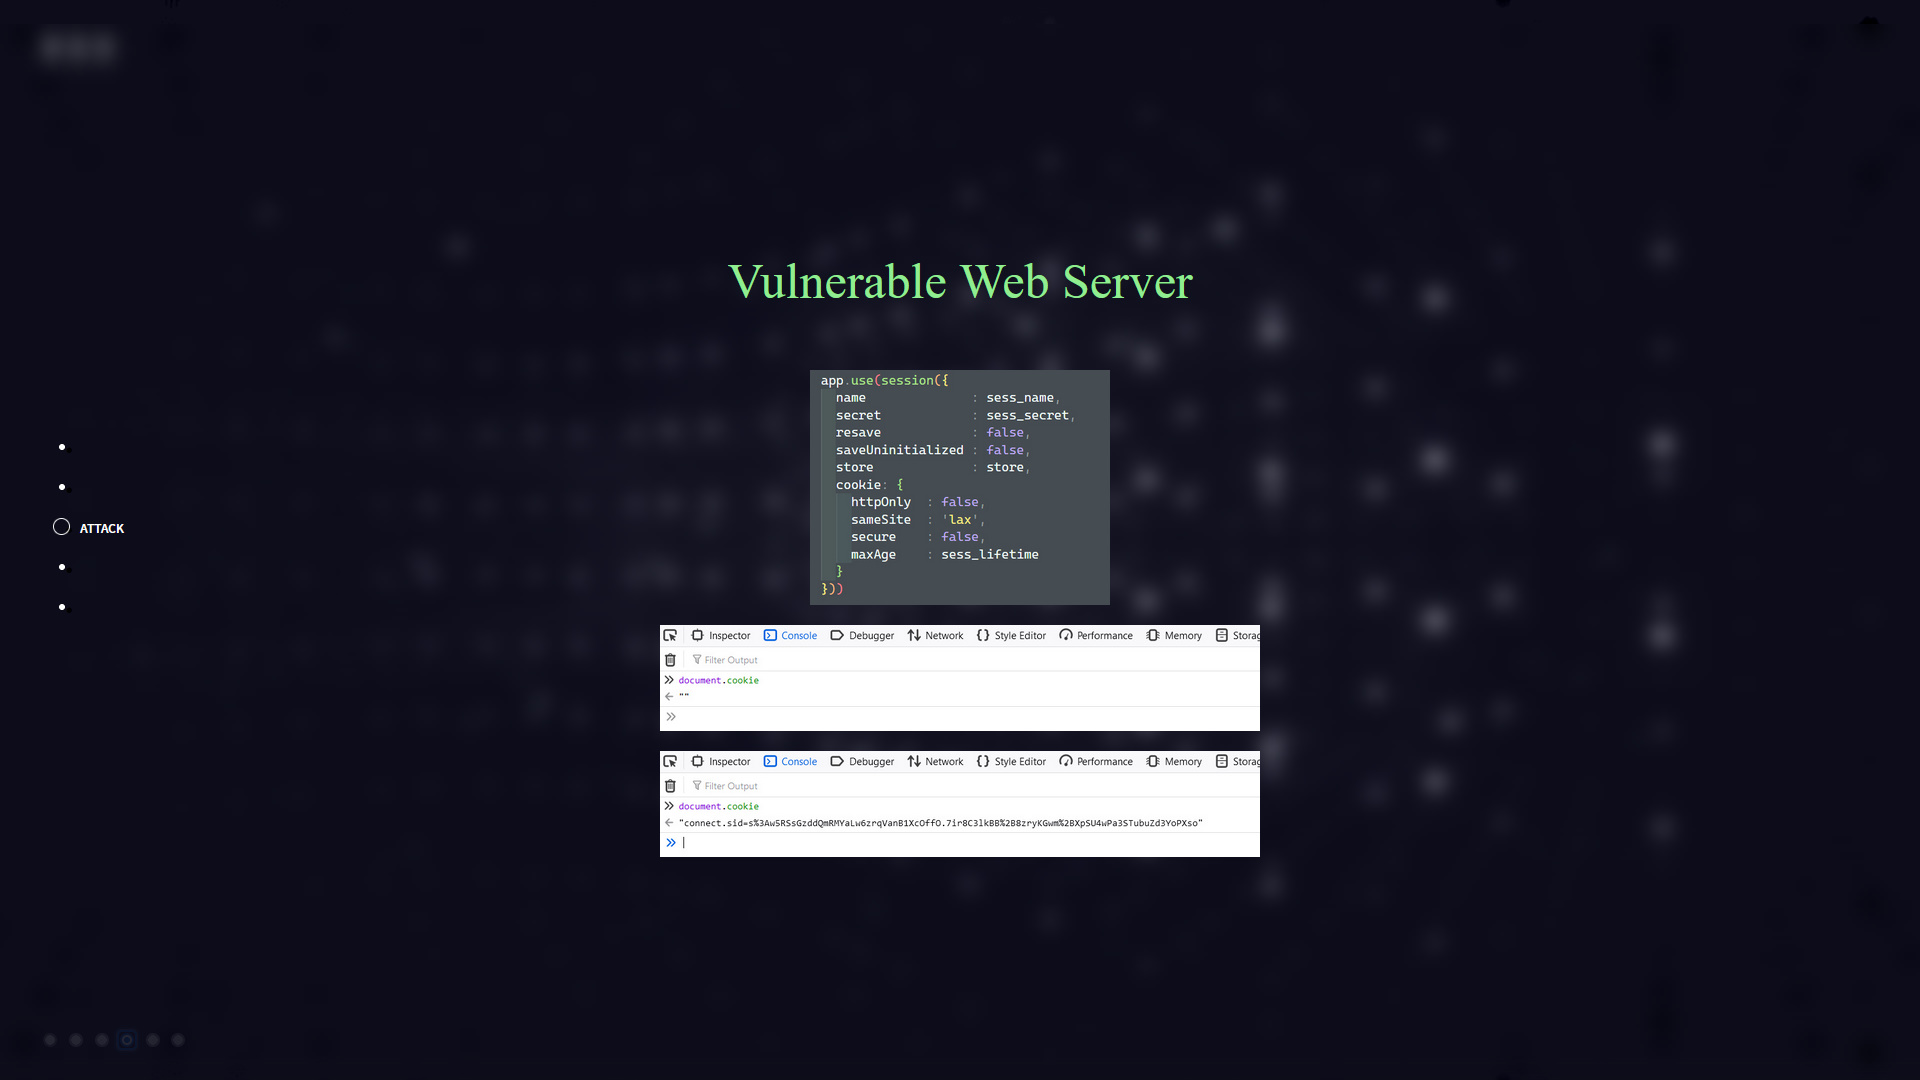 Vulnerable Web Server
app.use(session({
name : sess_name,
secret : sess_secret,
resave : false,
saveUninitialized : false,
store : store,
cookie: {
httpOnly : false,
sameSite : 'lax',
secure : false,
maxAge : sess_lifetime
}
}))
ATTACK
Inspector Console Debugger Network Style Editor Performance Memory Storag
Filter Output
» document.cookie
← ""
»
Inspector Console Debugger Network Style Editor Performance Memory Storag
Filter Output
» document.cookie
← "connect.sid=s%3Aw5RSsGzddQmRMYaLw6zrqVanB1XcOffO.7ir8C3lkBB%2B8zryKGwm%2BXpSU4wPa3STubuZd3YoPXso"
»